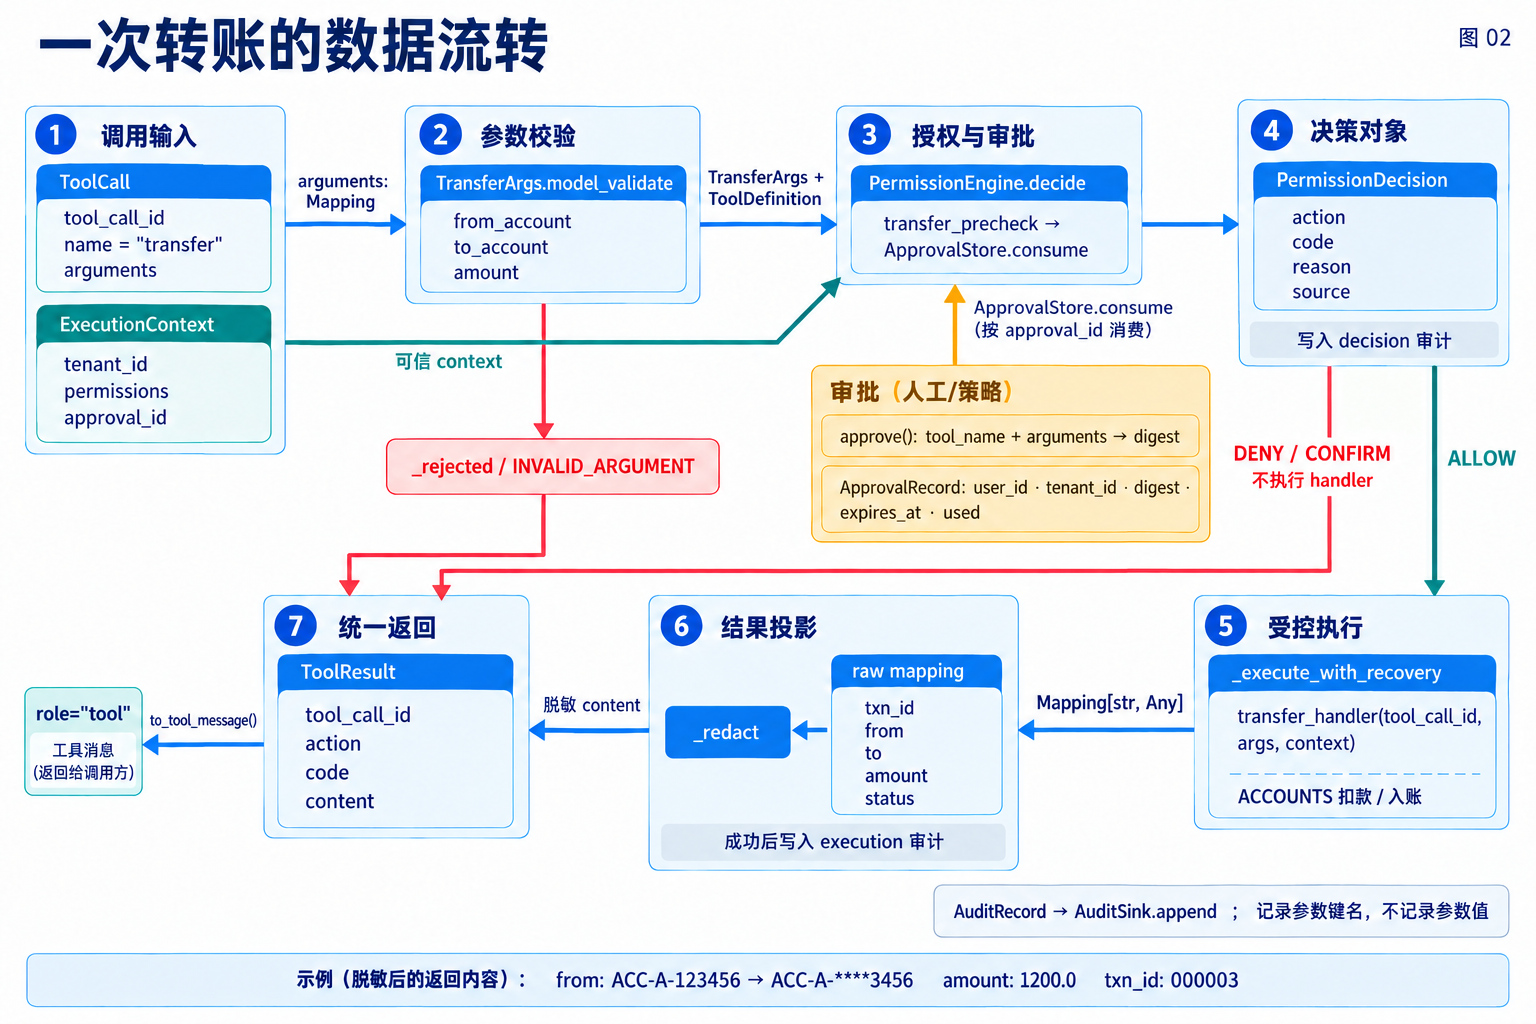 一次转账的数据流转
图 02
1 调用输入
ToolCall
tool_call_id
name = "transfer"
arguments
ExecutionContext
tenant_id
permissions
approval_id
arguments:
Mapping
2 参数校验
TransferArgs.model_validate
from_account
to_account
amount
TransferArgs +
ToolDefinition
3 授权与审批
PermissionEngine.decide
transfer_precheck →
ApprovalStore.consume
4 决策对象
PermissionDecision
action
code
reason
source
写入 decision 审计
可信 context
ApprovalStore.consume
（按 approval_id 消费）
审批（人工/策略）
approve(): tool_name + arguments → digest
ApprovalRecord: user_id · tenant_id · digest ·
expires_at · used
_rejected / INVALID_ARGUMENT
DENY / CONFIRM
不执行 handler
ALLOW
7 统一返回
ToolResult
tool_call_id
action
code
content
to_tool_message()
role="tool"
工具消息
(返回给调用方)
脱敏 content
6 结果投影
_redact
raw mapping
txn_id
from
to
amount
status
成功后写入 execution 审计
Mapping[str, Any]
5 受控执行
_execute_with_recovery
transfer_handler(tool_call_id,
args, context)
ACCOUNTS 扣款 / 入账
AuditRecord → AuditSink.append ； 记录参数键名，不记录参数值
示例（脱敏后的返回内容）： from: ACC-A-123456 → ACC-A-****3456 amount: 1200.0 txn_id: 000003